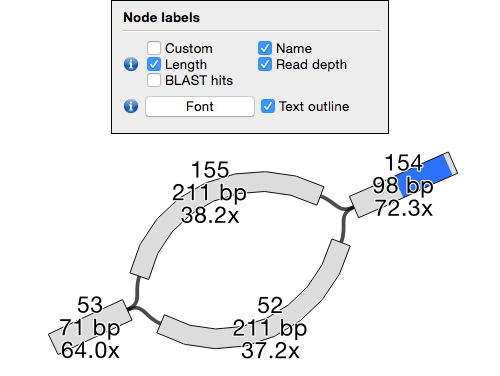 Node labels
Custom
Name
Length
Read depth
BLAST hits
Font
Text outline
154
98 bp
72.3x
155
211 bp
38.2x
53
71 bp
64.0x
52
211 bp
37.2x